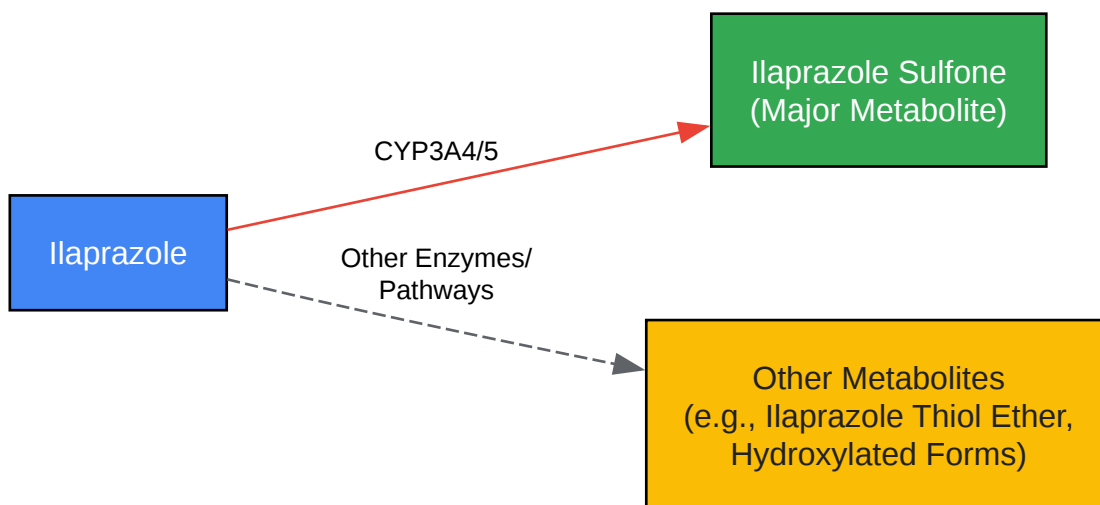 Ilaprazole Sulfone
(Major Metabolite)
CYP3A4/5
Ilaprazole
Other Enzymes/
Pathways
Other Metabolites
(e.g., Ilaprazole Thiol Ether,
Hydroxylated Forms)